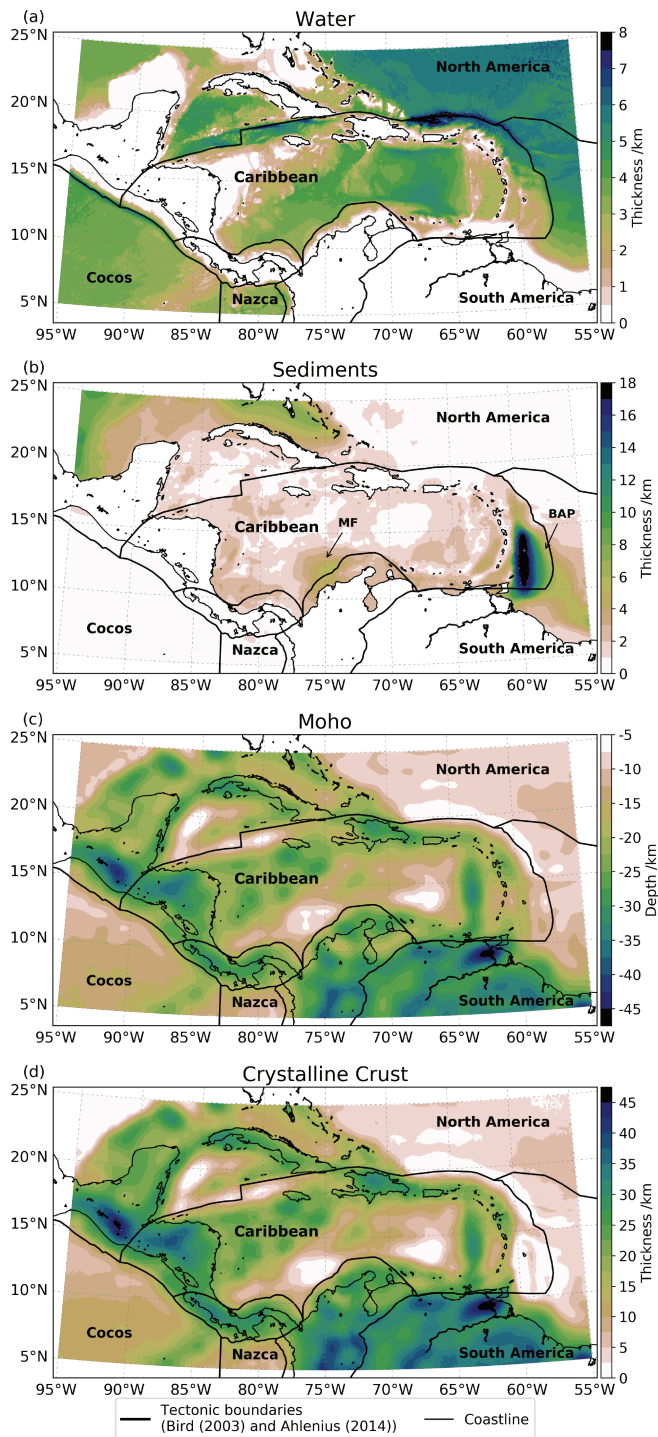 (a)
Water
25°N
20°N
15°N
10°N
5°N
North America
Caribbean
Cocos
Nazca
South America
95°W 90°W 85°W 80°W 75°W 70°W 65°W 60°W 55°W
8
7
6
5
4
3
2
1
0
Thickness /km
(b)
Sediments
25°N
20°N
15°N
10°N
5°N
North America
Caribbean
MF
BAP
Cocos
Nazca
South America
95°W 90°W 85°W 80°W 75°W 70°W 65°W 60°W 55°W
18
16
14
12
10
8
6
4
2
0
Thickness /km
(c)
Moho
25°N
20°N
15°N
10°N
5°N
North America
Caribbean
Cocos
Nazca
South America
95°W 90°W 85°W 80°W 75°W 70°W 65°W 60°W 55°W
-5
-10
-15
-20
-25
-30
-35
-40
-45
Depth /km
(d)
Crystalline Crust
25°N
20°N
15°N
10°N
5°N
North America
Caribbean
Cocos
Nazca
South America
95°W 90°W 85°W 80°W 75°W 70°W 65°W 60°W 55°W
45
40
35
30
25
20
15
10
5
0
Thickness /km
Tectonic boundaries
(Bird (2003) and Ahlenius (2014))
Coastline